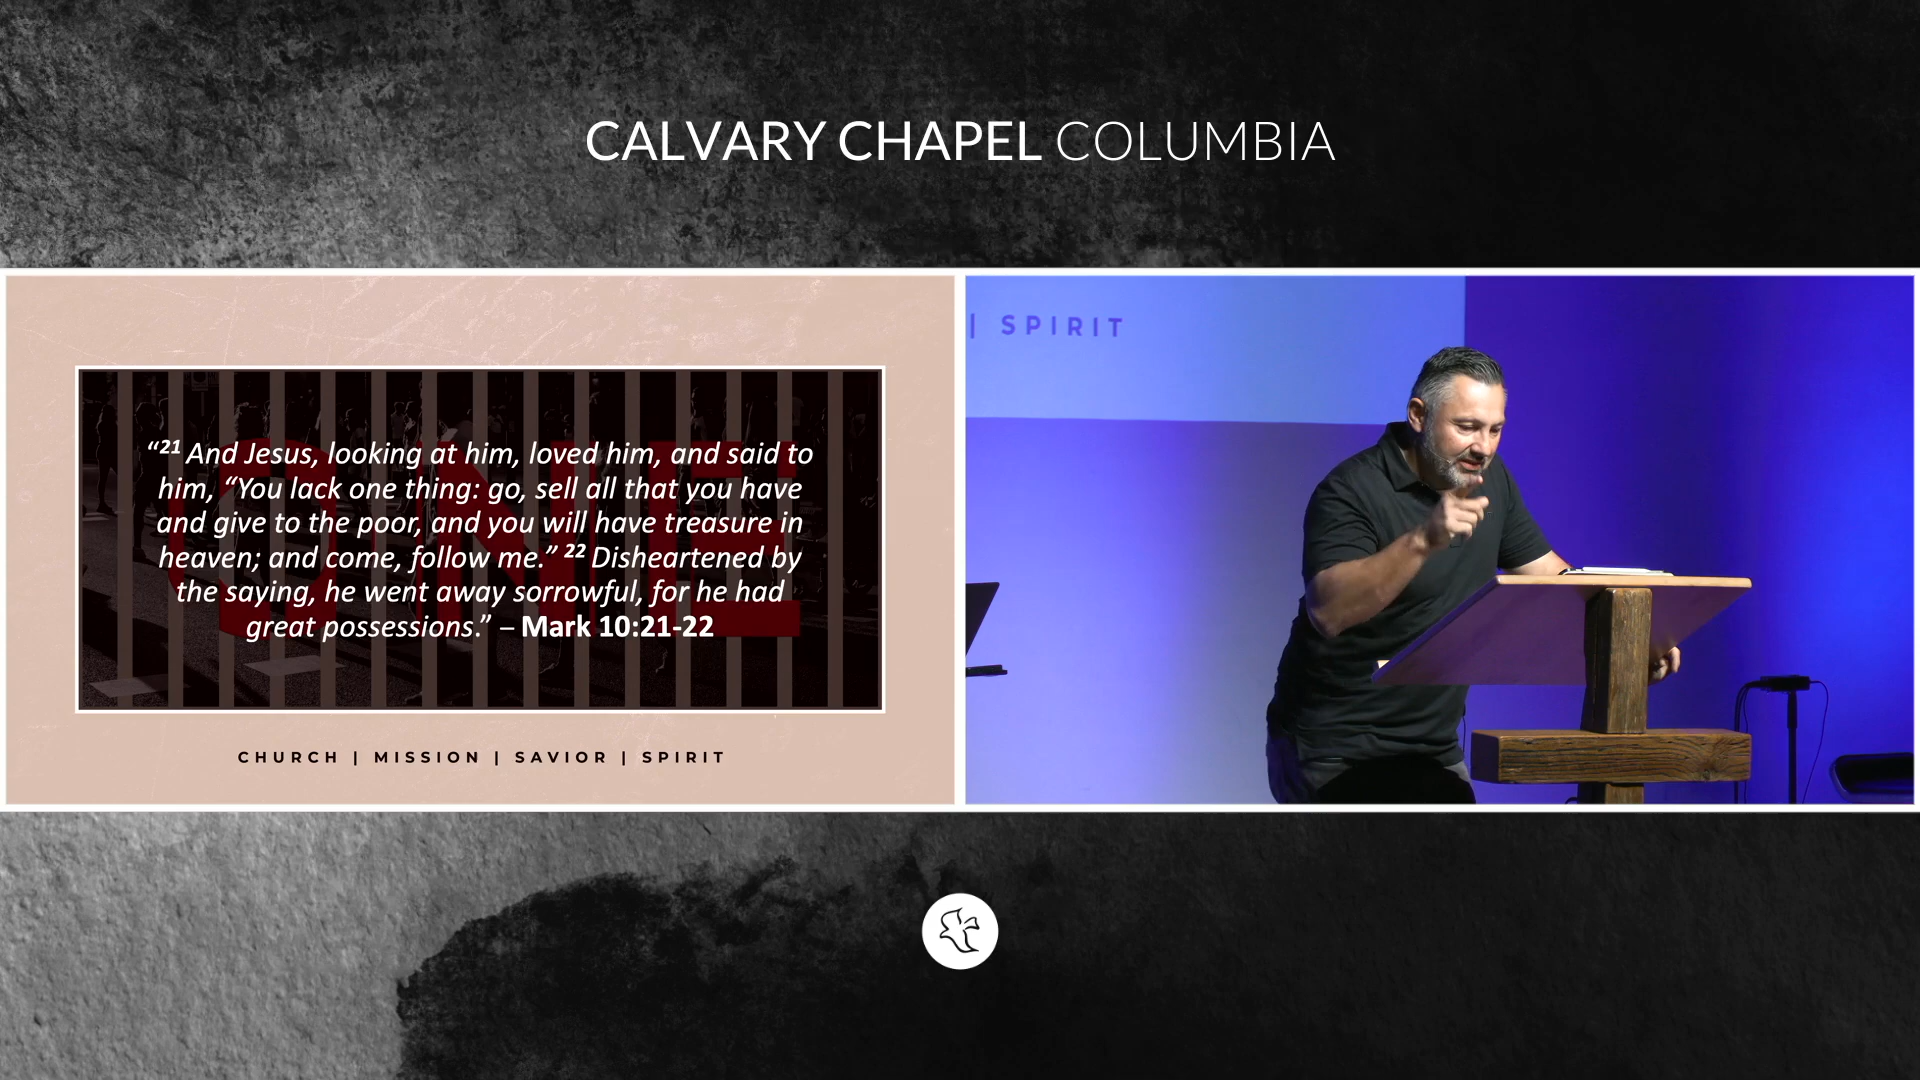 CALVARY CHAPEL COLUMBIA
ONE
“21 And Jesus, looking at him, loved him, and said to
him, “You lack one thing: go, sell all that you have
and give to the poor, and you will have treasure in
heaven; and come, follow me.” 22 Disheartened by
the saying, he went away sorrowful, for he had
great possessions.” – Mark 10:21-22
CHURCH | MISSION | SAVIOR | SPIRIT
| SPIRIT